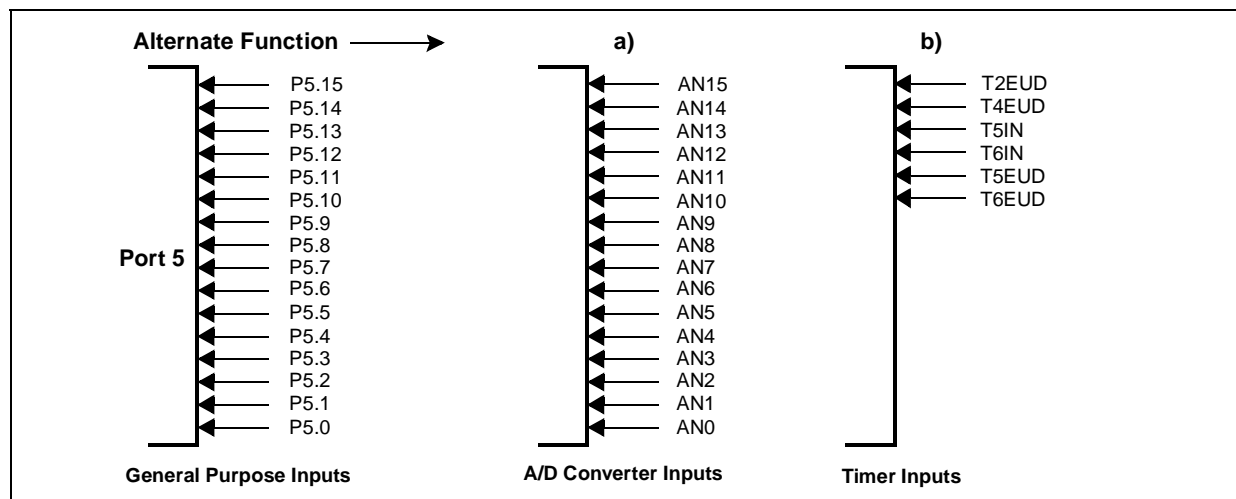 Alternate Function a) b)
P5.15 AN15 T2EUD
P5.14 AN14 T4EUD
P5.13 AN13 T5IN
P5.12 AN12 T6IN
P5.11 AN11 T5EUD
P5.10 AN10 T6EUD
P5.9 AN9
P5.8 AN8
Port 5
P5.7 AN7
P5.6 AN6
P5.5 AN5
P5.4 AN4
P5.3 AN3
P5.2 AN2
P5.1 AN1
P5.0 AN0
General Purpose Inputs A/D Converter Inputs Timer Inputs